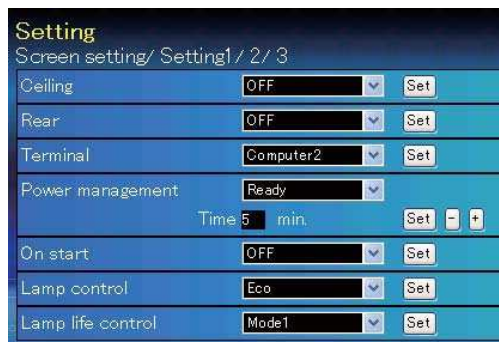 Setting
Screen setting/ Setting1/ 2/ 3
Ceiling OFF Set
Rear OFF Set
Terminal Computer2 Set
Power management Ready
Time 5 min. Set - +
On start OFF Set
Lamp control Eco Set
Lamp life control Mode1 Set